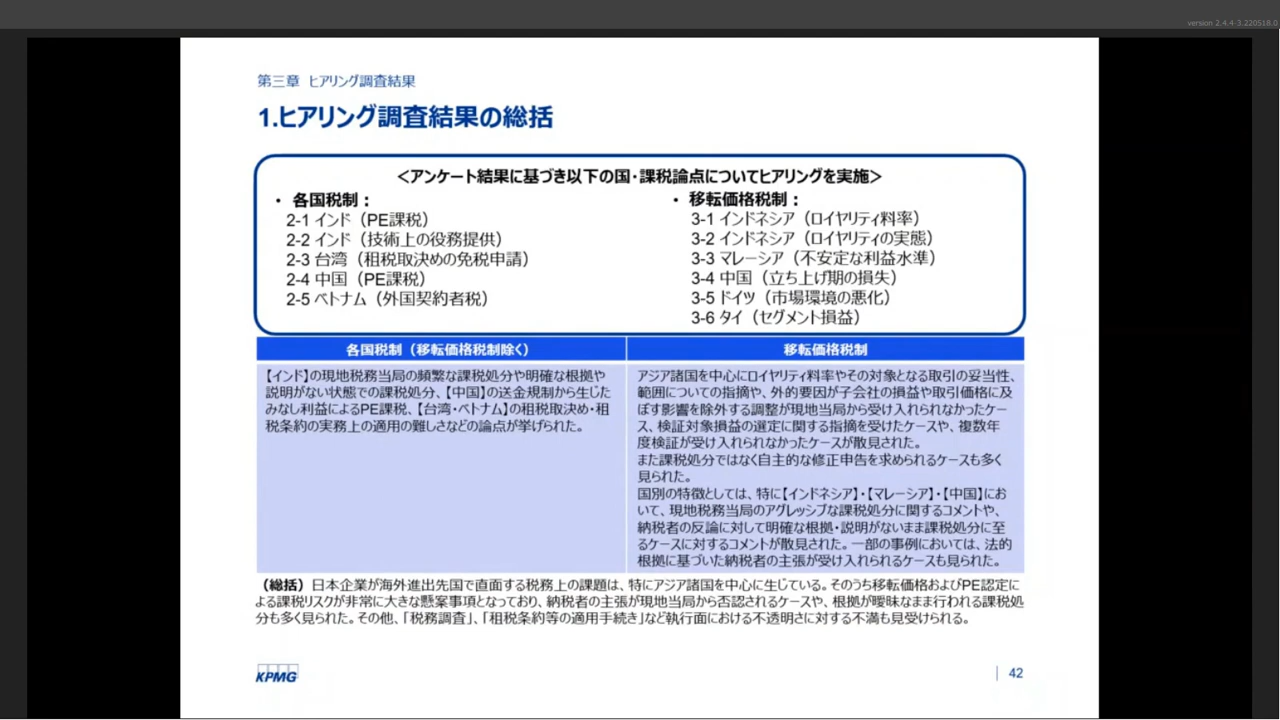 version 2.4.4-3.220518.0
第三章 ヒアリング調査結果
1.ヒアリング調査結果の総括
＜アンケート結果に基づき以下の国・課税論点についてヒアリングを実施＞
・ 各国税制：
2-1 インド（PE課税）
2-2 インド（技術上の役務提供）
2-3 台湾（租税取決めの免税申請）
2-4 中国（PE課税）
2-5 ベトナム（外国契約者税）
・ 移転価格税制：
3-1 インドネシア（ロイヤリティ料率）
3-2 インドネシア（ロイヤリティの実態）
3-3 マレーシア（不安定な利益水準）
3-4 中国（立ち上げ期の損失）
3-5 ドイツ（市場環境の悪化）
3-6 タイ（セグメント損益）
各国税制（移転価格税制除く）
【インド】の現地税務当局の頻繁な課税処分や明確な根拠や
説明がない状態での課税処分、【中国】の送金規制から生じた
みなし利益によるPE課税、【台湾・ベトナム】の租税取決め・租
税条約の実務上の適用の難しさなどの論点が挙げられた。
移転価格税制
アジア諸国を中心にロイヤリティ料率やその対象となる取引の妥当性、
範囲についての指摘や、外的要因が子会社の損益や取引価格に及
ぼす影響を除外する調整が現地当局から受け入れられなかったケー
ス、検証対象損益の選定に関する指摘を受けたケースや、複数年
度検証が受け入れられなかったケースが散見された。
また課税処分ではなく自主的な修正申告を求められるケースも多く
見られた。
国別の特徴としては、特に【インドネシア】・【マレーシア】・【中国】にお
いて、現地税務当局のアグレッシブな課税処分に関するコメントや、
納税者の反論に対して明確な根拠・説明がないまま課税処分に至
るケースに対するコメントが散見された。一部の事例においては、法的
根拠に基づいた納税者の主張が受け入れられるケースも見られた。
（総括）日本企業が海外進出先国で直面する税務上の課題は、特にアジア諸国を中心に生じている。そのうち移転価格およびPE認定に
よる課税リスクが非常に大きな懸案事項となっており、納税者の主張が現地当局から否認されるケースや、根拠が曖昧なまま行われる課税処
分も多く見られた。その他、「税務調査」、「租税条約等の適用手続き」など執行面における不透明さに対する不満も見受けられる。
KPMG
42